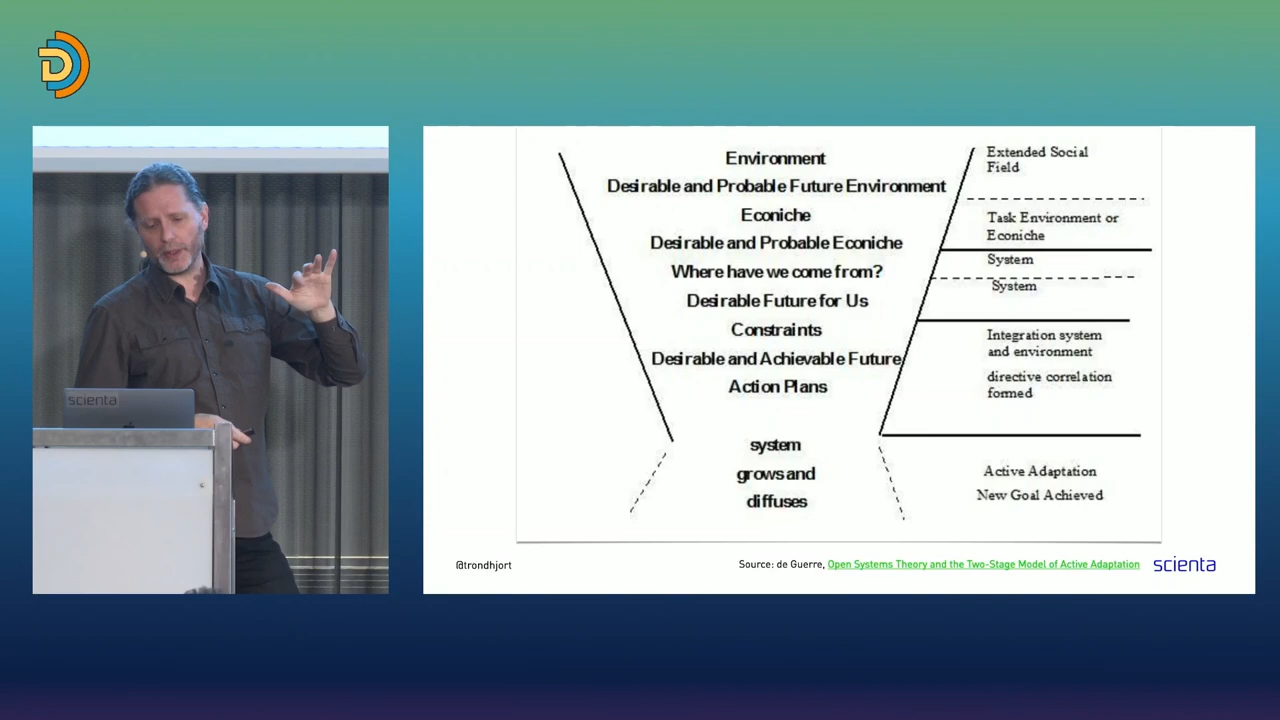 D
scienta
Environment
Desirable and Probable Future Environment
Econiche
Desirable and Probable Econiche
Where have we come from?
Desirable Future for Us
Constraints
Desirable and Achievable Future
Action Plans
system
grows and
diffuses
Extended Social
Field
Task Environment or
Econiche
System
System
Integration system
and environment
directive correlation
formed
Active Adaptation
New Goal Achieved
@trondhjort
Source: de Guerre, Open Systems Theory and the Two-Stage Model of Active Adaptation
scienta